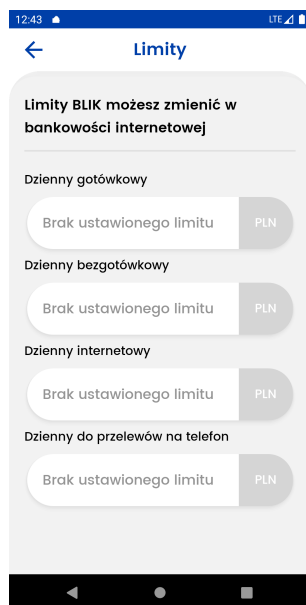 12:43 LTE
Limity
Limity BLIK możesz zmienić w
bankowości internetowej
Dzienny gotówkowy
Brak ustawionego limitu PLN
Dzienny bezgotówkowy
Brak ustawionego limitu PLN
Dzienny internetowy
Brak ustawionego limitu PLN
Dzienny do przelewów na telefon
Brak ustawionego limitu PLN